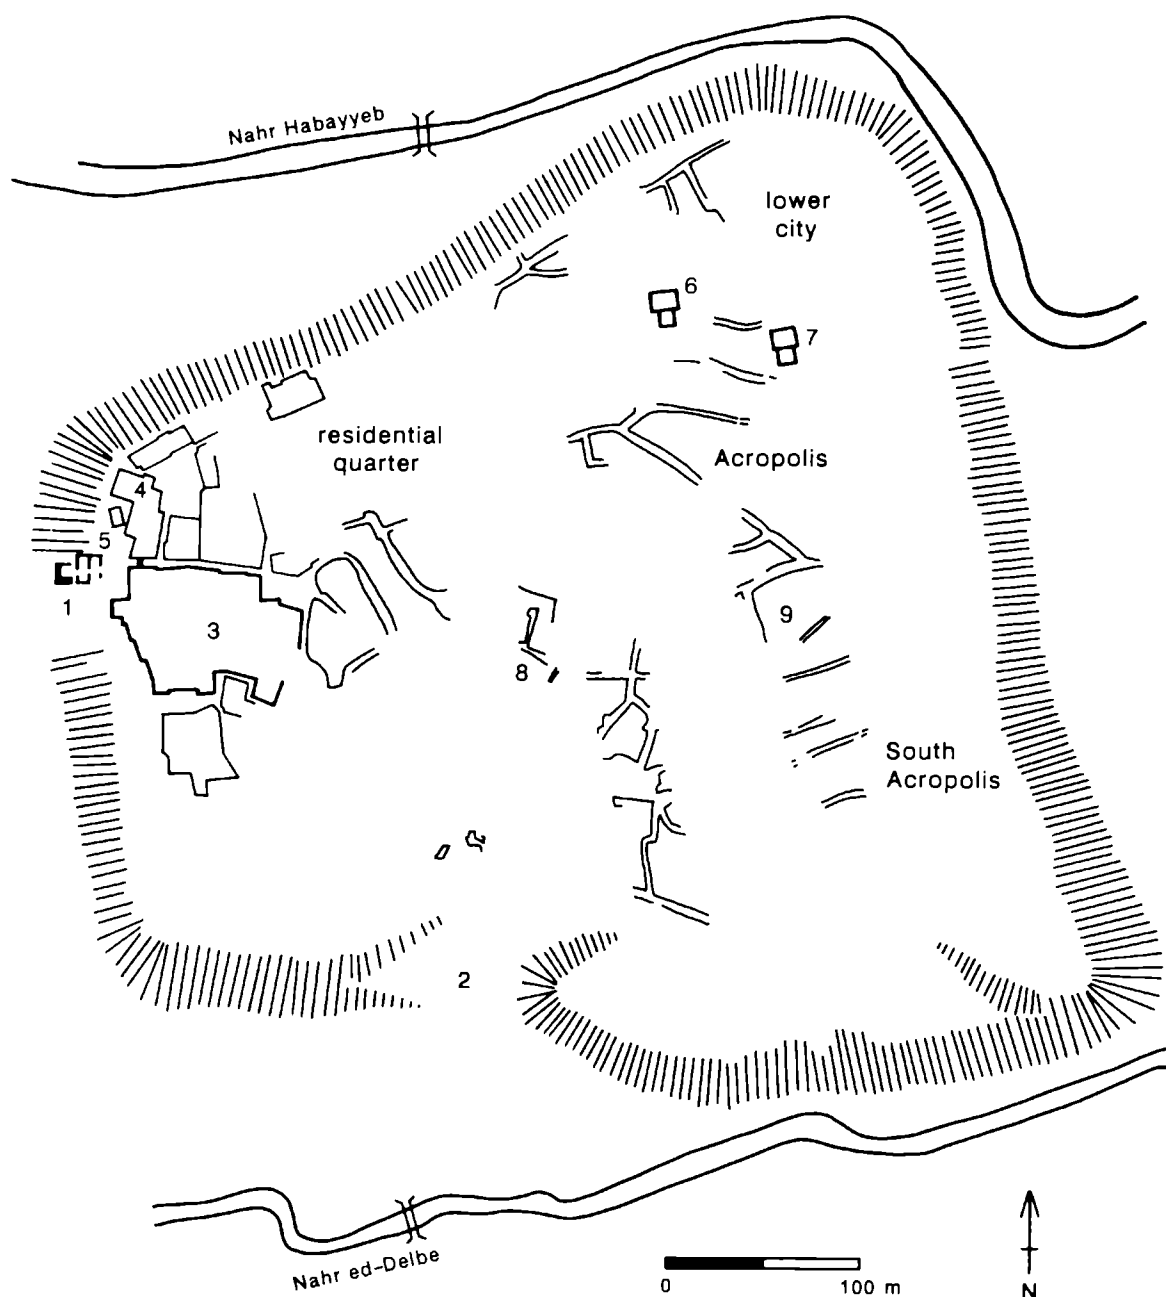 Nahr Habayyeb
lower
city
6
7
residential
quarter
Acropolis
4
5
1
3
9
8
South
Acropolis
2
Nahr ed-Delbe
0
100 m
N